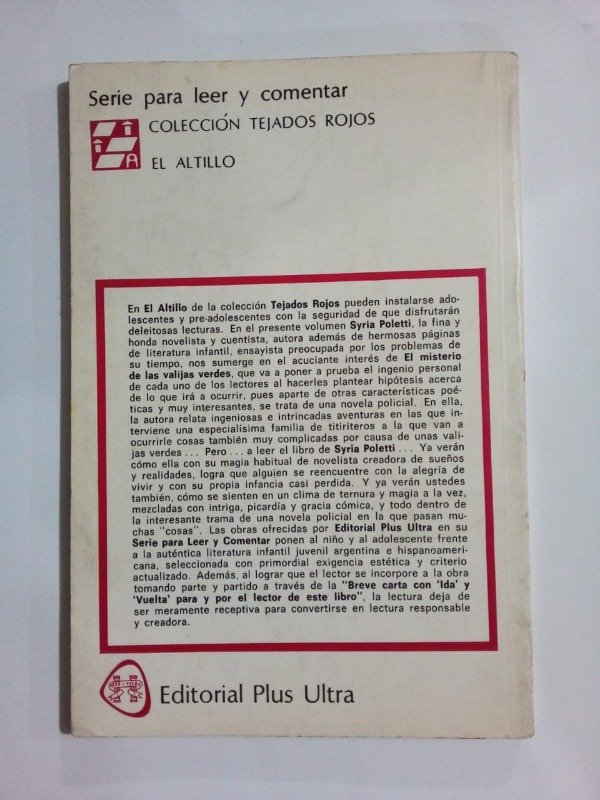 Serie para leer y comentar
COLECCIÓN TEJADOS ROJOS
EL ALTILLO
En El Altillo de la colección Tejados Rojos pueden instalarse ado-
lescentes y pre-adolescentes con la seguridad de que disfrutarán
deleitosas lecturas. En el presente volumen Syria Poletti, la fina y
honda novelista y cuentista, autora además de hermosas páginas
de literatura infantil, ensayista preocupada por los problemas de
su tiempo, nos sumerge en el acuciante interés de El misterio
de las valijas verdes, que va a poner a prueba el ingenio personal
de cada uno de los lectores al hacerles plantear hipótesis acerca
de lo que irá a ocurrir, pues aparte de otras características poé-
ticas y muy interesantes, se trata de una novela policial. En ella,
la autora relata ingeniosas e intrincadas aventuras en las que in-
terviene una especialísima familia de titiriteros a la que van a
ocurrirle cosas también muy complicadas por causa de unas vali-
jas verdes... Pero... a leer el libro de Syria Poletti... Ya verán
cómo ella con su magia habitual de novelista creadora de sueños
y realidades, logra que alguien se reencuentre con la alegría de
vivir y con su propia infancia casi perdida. Y ya verán ustedes
también, cómo se sienten en un clima de ternura y magia a la vez,
mezcladas con intriga, picardía y gracia cómica, y todo dentro de
la interesante trama de una novela policial en la que pasan mu-
chas "cosas". Las obras ofrecidas por Editorial Plus Ultra en su
Serie para Leer y Comentar ponen al niño y al adolescente frente
a la auténtica literatura infantil juvenil argentina e hispanoameri-
cana, seleccionada con primordial exigencia estética y criterio
actualizado. Además, al lograr que el lector se incorpore a la obra
tomando parte y partido a través de la "Breve carta con 'Ida' y
'Vuelta' para y por el lector de este libro", la lectura deja de
ser meramente receptiva para convertirse en lectura responsable
y creadora.
Editorial Plus Ultra